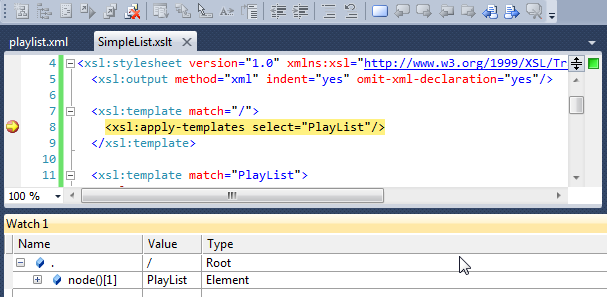 playlist.xml SimpleList.xslt
4 <xsl:stylesheet version="1.0" xmlns:xsl="http://www.w3.org/1999/XSL/Tr
5 <xsl:output method="xml" indent="yes" omit-xml-declaration="yes"/>
6
7 <xsl:template match="/">
8 <xsl:apply-templates select="PlayList"/>
9 </xsl:template>
10
11 <xsl:template match="PlayList">
100 %
Watch 1
Name Value Type
. / Root
node()[1] PlayList Element